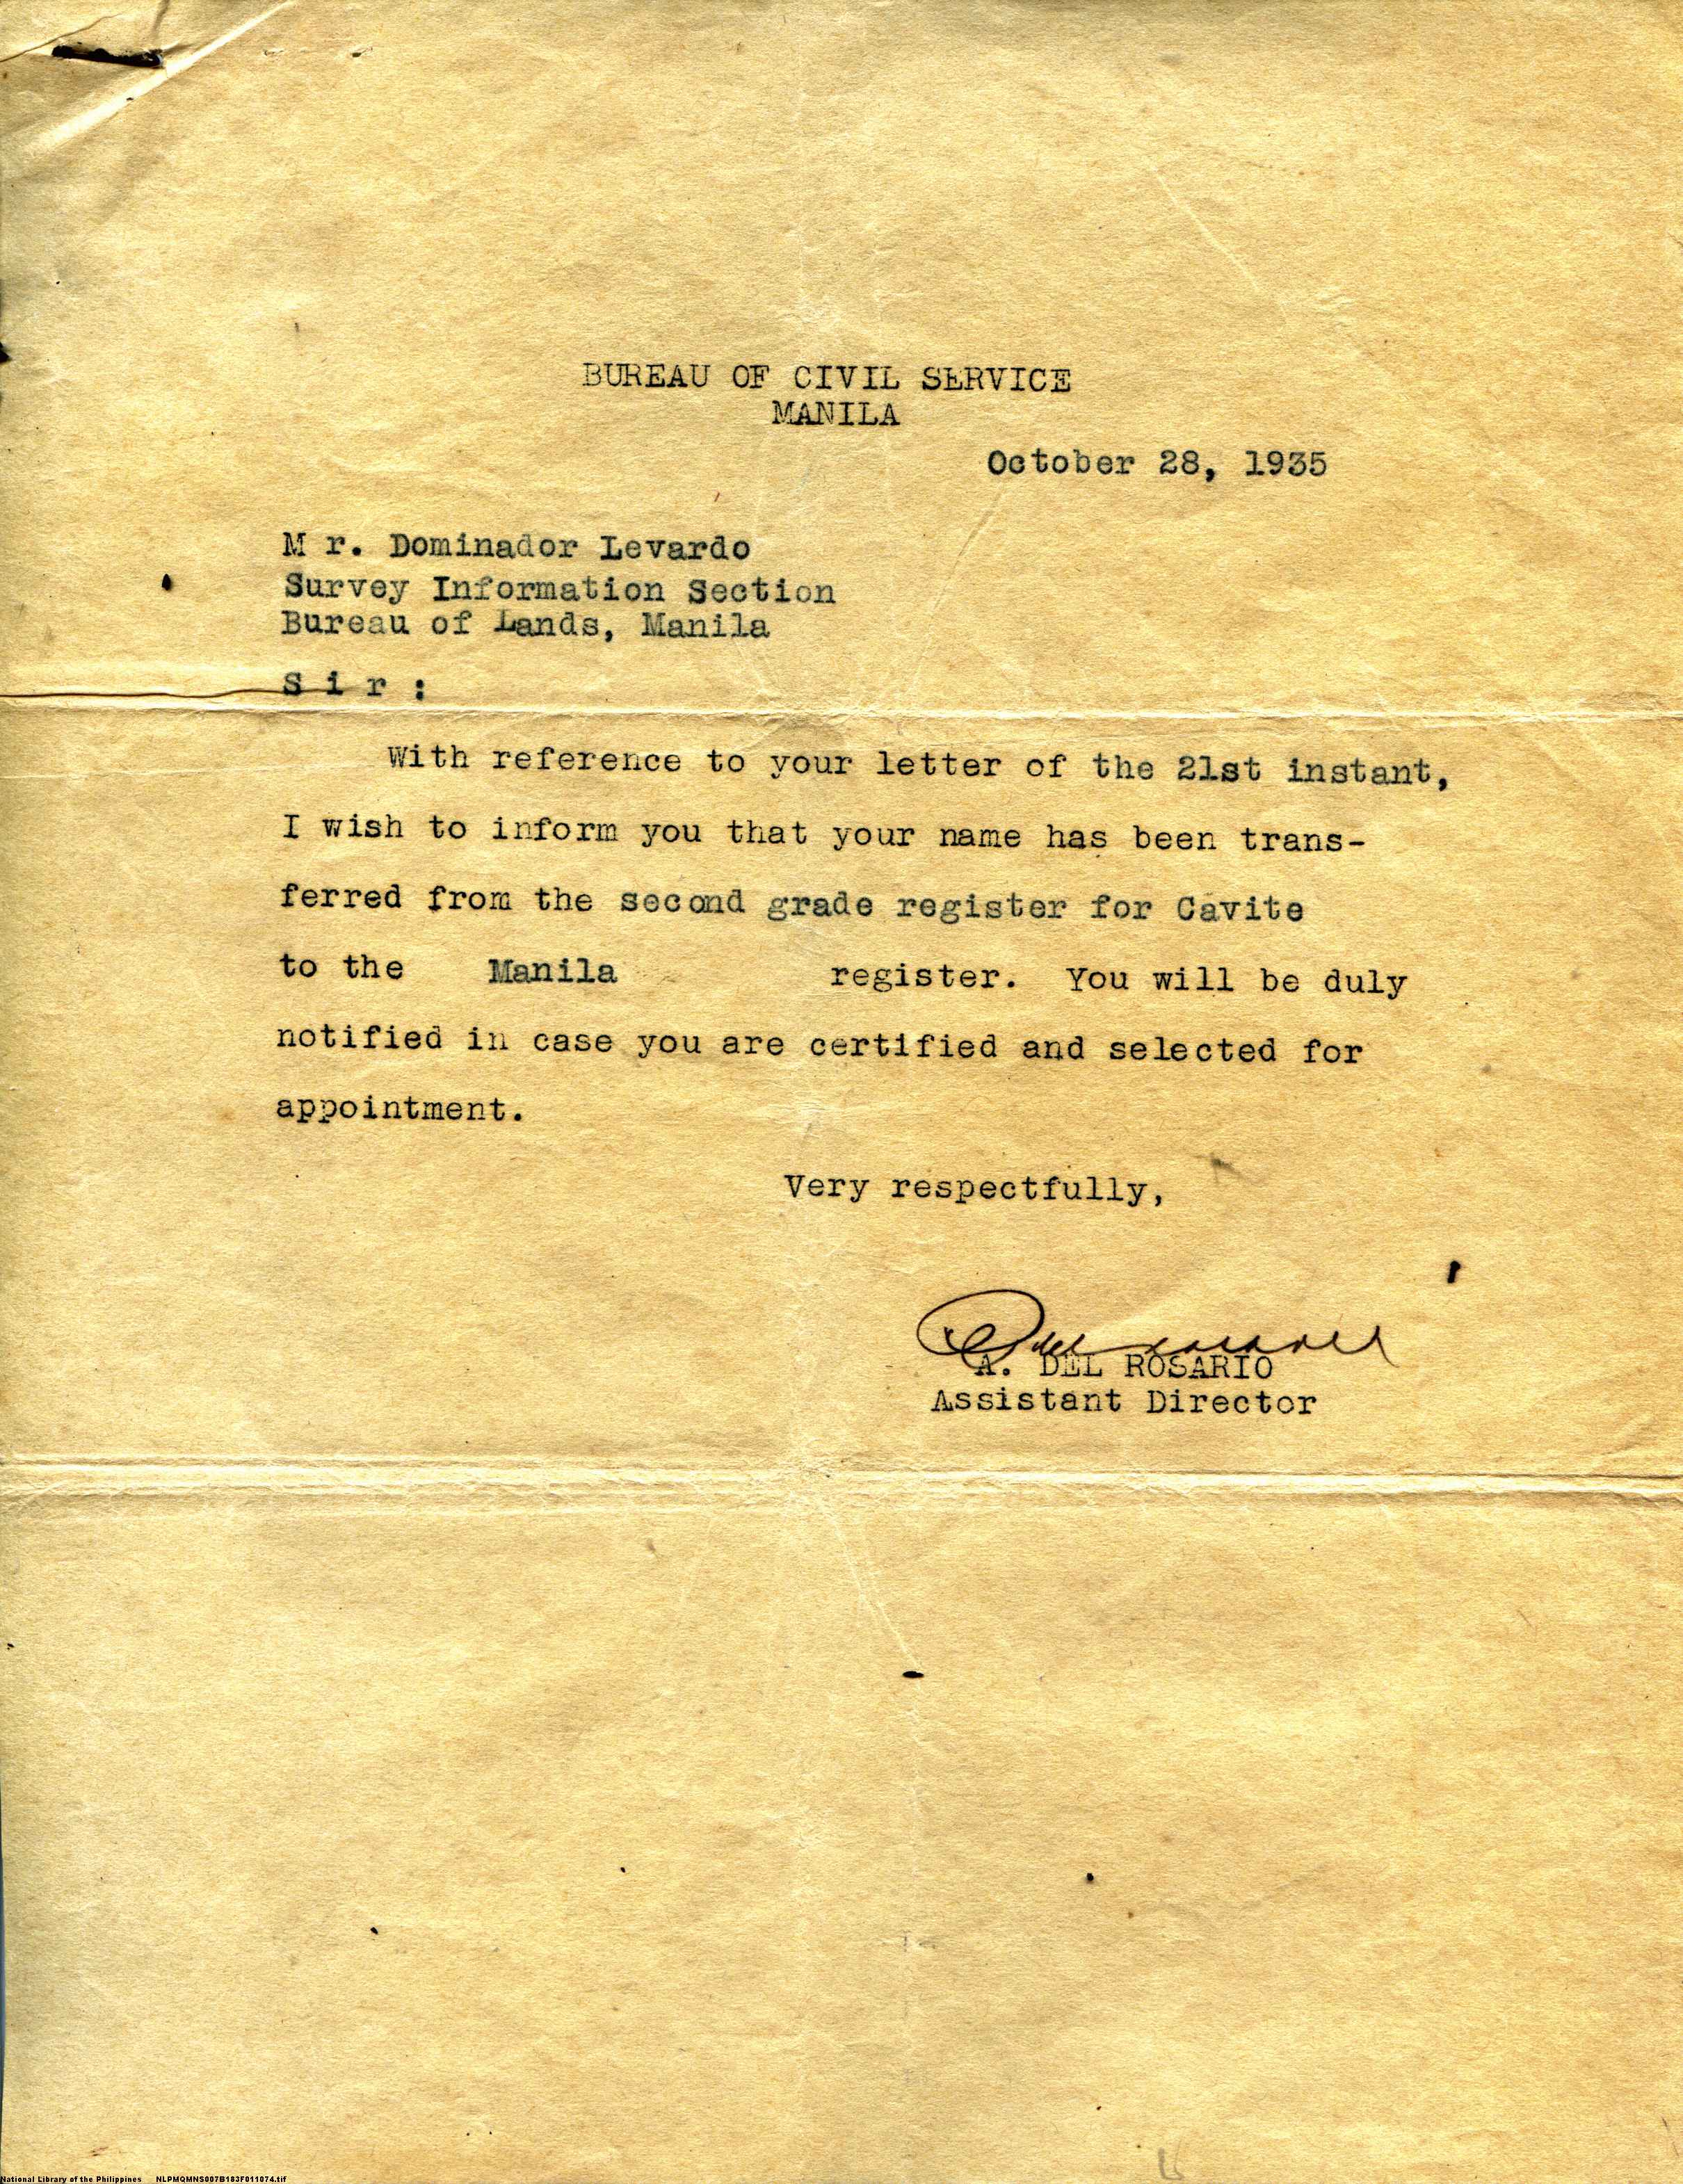 BUREAU OF CIVIL SERVICE
MANILA
October 28, 1935
M r. Dominador Levardo
Survey Information Section
Bureau of Lands, Manila
S i r :
With reference to your letter of the 21st instant,
I wish to inform you that your name has been trans-
ferred from the second grade register for Cavite
to the Manila register. You will be duly
notified in case you are certified and selected for
appointment.
Very respectfully,
A. DEL ROSARIO
Assistant Director
National Library of the Philippines NLPMQMNS007B183F011074.tif